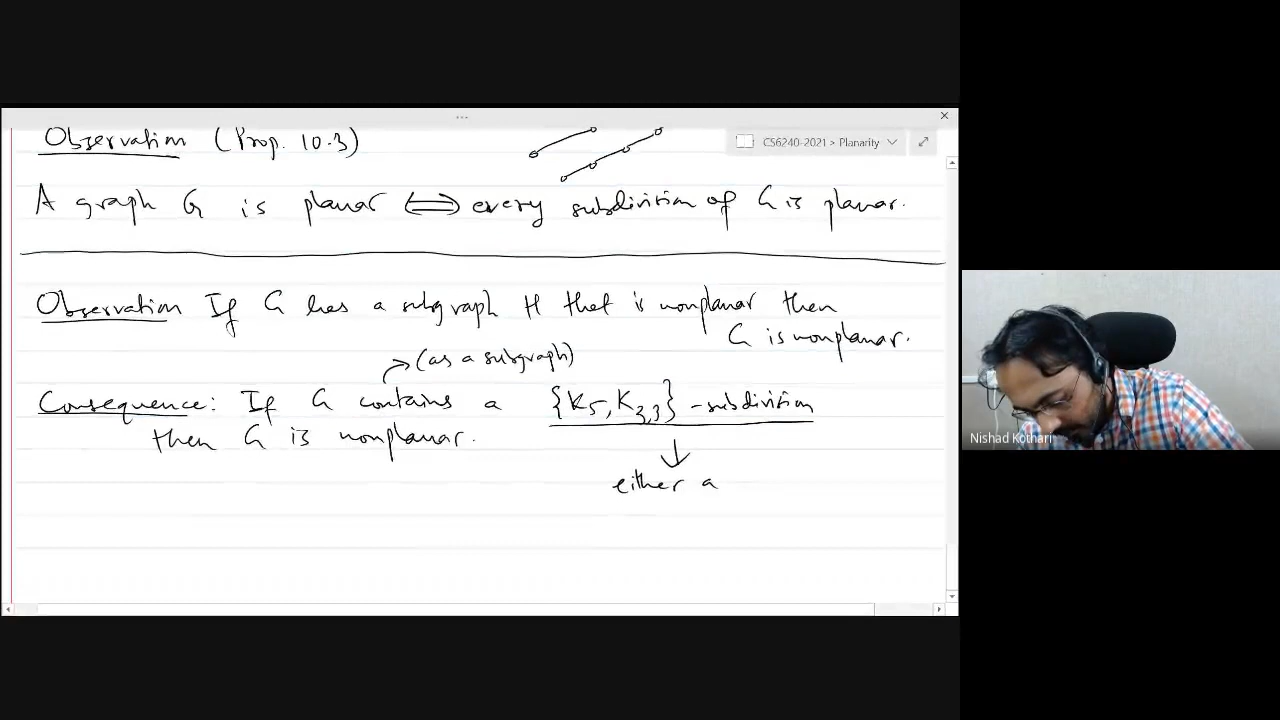 Observation (Prop. 10.3)
CS6240-2021 > Planarity
A graph G is planar ⟺ every subdivision of G is planar.
Observation If G has a subgraph H that is nonplanar then
G is nonplanar.
(as a subgraph)
Consequence: If G contains a {K5, K3,3} -subdivision
then G is nonplanar.
either a
Nishad Kothari